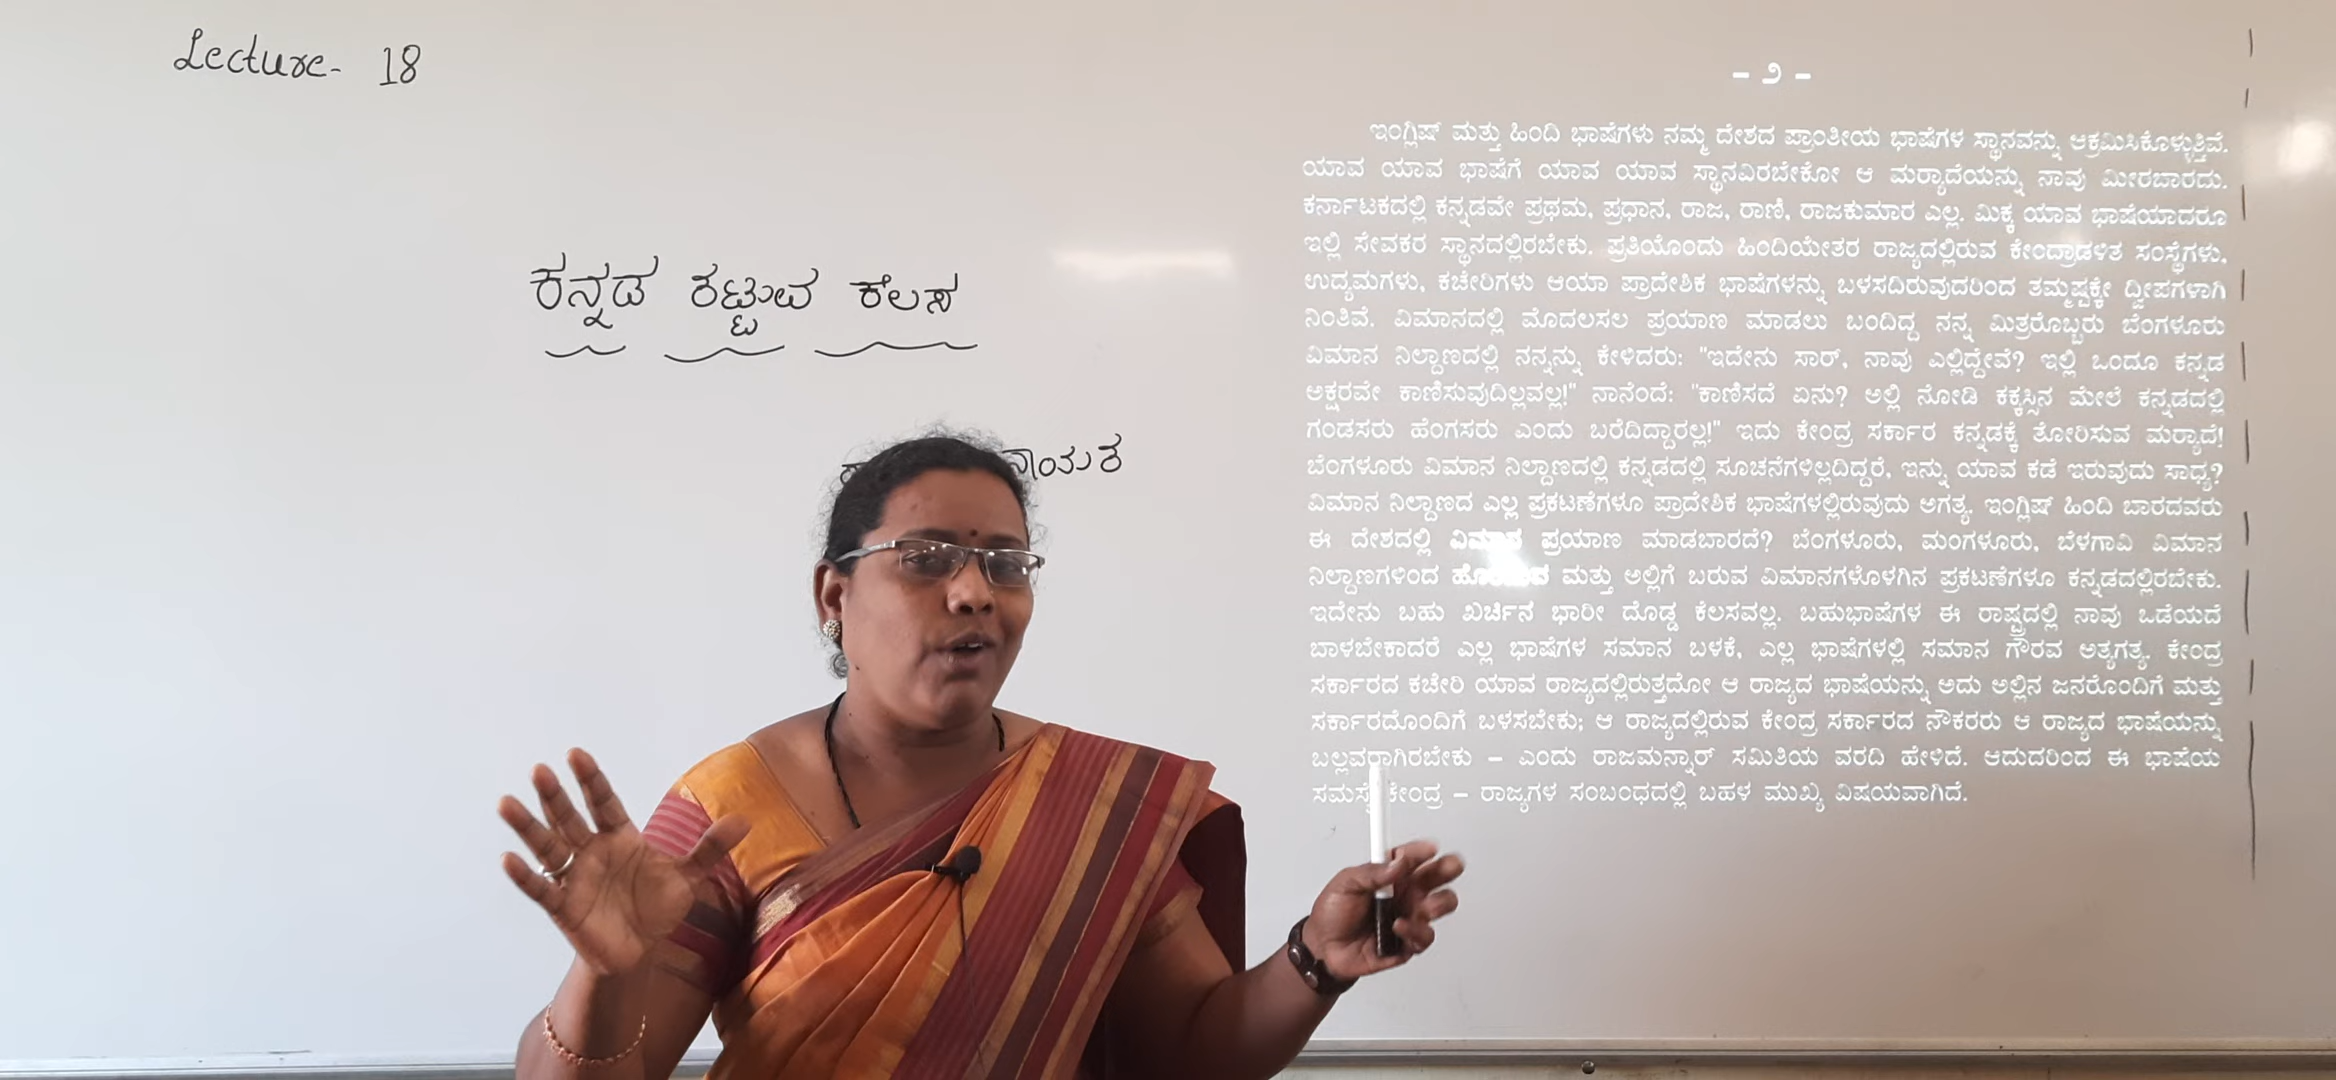 Lecture- 18
ಕನ್ನಡ ಕಟ್ಟುವ ಕೆಲಸ
ನಾಯಕ
- ೨ -
ಇಂಗ್ಲಿಷ್ ಮತ್ತು ಹಿಂದಿ ಭಾಷೆಗಳು ನಮ್ಮ ದೇಶದ ಪ್ರಾಂತೀಯ ಭಾಷೆಗಳ ಸ್ಥಾನವನ್ನು ಆಕ್ರಮಿಸಿಕೊಳ್ಳುತ್ತಿವೆ.
ಯಾವ ಯಾವ ಭಾಷೆಗೆ ಯಾವ ಯಾವ ಸ್ಥಾನವಿರಬೇಕೋ ಆ ಮರ‍್ಯಾದೆಯನ್ನು ನಾವು ಮೀರಬಾರದು.
ಕರ್ನಾಟಕದಲ್ಲಿ ಕನ್ನಡವೇ ಪ್ರಥಮ, ಪ್ರಧಾನ, ರಾಜ, ರಾಣಿ, ರಾಜಕುಮಾರ ಎಲ್ಲ. ಮಿಕ್ಕ ಯಾವ ಭಾಷೆಯಾದರೂ
ಇಲ್ಲಿ ಸೇವಕರ ಸ್ಥಾನದಲ್ಲಿರಬೇಕು. ಪ್ರತಿಯೊಂದು ಹಿಂದಿಯೇತರ ರಾಜ್ಯದಲ್ಲಿರುವ ಕೇಂದ್ರಾಡಳಿತ ಸಂಸ್ಥೆಗಳು,
ಉದ್ಯಮಗಳು, ಕಚೇರಿಗಳು ಆಯಾ ಪ್ರಾದೇಶಿಕ ಭಾಷೆಗಳನ್ನು ಬಳಸದಿರುವುದರಿಂದ ತಮ್ಮಷ್ಟಕ್ಕೇ ದ್ವೀಪಗಳಾಗಿ
ನಿಂತಿವೆ. ವಿಮಾನದಲ್ಲಿ ಮೊದಲಸಲ ಪ್ರಯಾಣ ಮಾಡಲು ಬಂದಿದ್ದ ನನ್ನ ಮಿತ್ರರೊಬ್ಬರು ಬೆಂಗಳೂರು
ವಿಮಾನ ನಿಲ್ದಾಣದಲ್ಲಿ ನನ್ನನ್ನು ಕೇಳಿದರು: "ಇದೇನು ಸಾರ್, ನಾವು ಎಲ್ಲಿದ್ದೇವೆ? ಇಲ್ಲಿ ಒಂದೂ ಕನ್ನಡ
ಅಕ್ಷರವೇ ಕಾಣಿಸುವುದಿಲ್ಲವಲ್ಲ!" ನಾನೆಂದೆ: "ಕಾಣಿಸದೆ ಏನು? ಅಲ್ಲಿ ನೋಡಿ ಕಕ್ಕಸ್ಸಿನ ಮೇಲೆ ಕನ್ನಡದಲ್ಲಿ
ಗಂಡಸರು ಹೆಂಗಸರು ಎಂದು ಬರೆದಿದ್ದಾರಲ್ಲ!" ಇದು ಕೇಂದ್ರ ಸರ್ಕಾರ ಕನ್ನಡಕ್ಕೆ ತೋರಿಸುವ ಮರ‍್ಯಾದೆ!
ಬೆಂಗಳೂರು ವಿಮಾನ ನಿಲ್ದಾಣದಲ್ಲಿ ಕನ್ನಡದಲ್ಲಿ ಸೂಚನೆಗಳಿಲ್ಲದಿದ್ದರೆ, ಇನ್ನು ಯಾವ ಕಡೆ ಇರುವುದು ಸಾಧ್ಯ?
ವಿಮಾನ ನಿಲ್ದಾಣದ ಎಲ್ಲ ಪ್ರಕಟಣೆಗಳೂ ಪ್ರಾದೇಶಿಕ ಭಾಷೆಗಳಲ್ಲಿರುವುದು ಅಗತ್ಯ. ಇಂಗ್ಲಿಷ್ ಹಿಂದಿ ಬಾರದವರು
ಈ ದೇಶದಲ್ಲಿ ವಿಮಾನ ಪ್ರಯಾಣ ಮಾಡಬಾರದೆ? ಬೆಂಗಳೂರು, ಮಂಗಳೂರು, ಬೆಳಗಾವಿ ವಿಮಾನ
ನಿಲ್ದಾಣಗಳಿಂದ ಹೊರಡುವ ಮತ್ತು ಅಲ್ಲಿಗೆ ಬರುವ ವಿಮಾನಗಳೊಳಗಿನ ಪ್ರಕಟಣೆಗಳೂ ಕನ್ನಡದಲ್ಲಿರಬೇಕು.
ಇದೇನು ಬಹು ಖರ್ಚಿನ ಭಾರೀ ದೊಡ್ಡ ಕೆಲಸವಲ್ಲ. ಬಹುಭಾಷೆಗಳ ಈ ರಾಷ್ಟ್ರದಲ್ಲಿ ನಾವು ಒಡೆಯದೆ
ಬಾಳಬೇಕಾದರೆ ಎಲ್ಲ ಭಾಷೆಗಳ ಸಮಾನ ಬಳಕೆ, ಎಲ್ಲ ಭಾಷೆಗಳಲ್ಲಿ ಸಮಾನ ಗೌರವ ಅತ್ಯಗತ್ಯ. ಕೇಂದ್ರ
ಸರ್ಕಾರದ ಕಚೇರಿ ಯಾವ ರಾಜ್ಯದಲ್ಲಿರುತ್ತದೋ ಆ ರಾಜ್ಯದ ಭಾಷೆಯನ್ನು ಅದು ಅಲ್ಲಿನ ಜನರೊಂದಿಗೆ ಮತ್ತು
ಸರ್ಕಾರದೊಂದಿಗೆ ಬಳಸಬೇಕು; ಆ ರಾಜ್ಯದಲ್ಲಿರುವ ಕೇಂದ್ರ ಸರ್ಕಾರದ ನೌಕರರು ಆ ರಾಜ್ಯದ ಭಾಷೆಯನ್ನು
ಬಲ್ಲವರಾಗಿರಬೇಕು – ಎಂದು ರಾಜಮನ್ನಾರ್ ಸಮಿತಿಯ ವರದಿ ಹೇಳಿದೆ. ಆದುದರಿಂದ ಈ ಭಾಷೆಯ
ಸಮಸ್ಯೆ ಕೇಂದ್ರ – ರಾಜ್ಯಗಳ ಸಂಬಂಧದಲ್ಲಿ ಬಹಳ ಮುಖ್ಯ ವಿಷಯವಾಗಿದೆ.